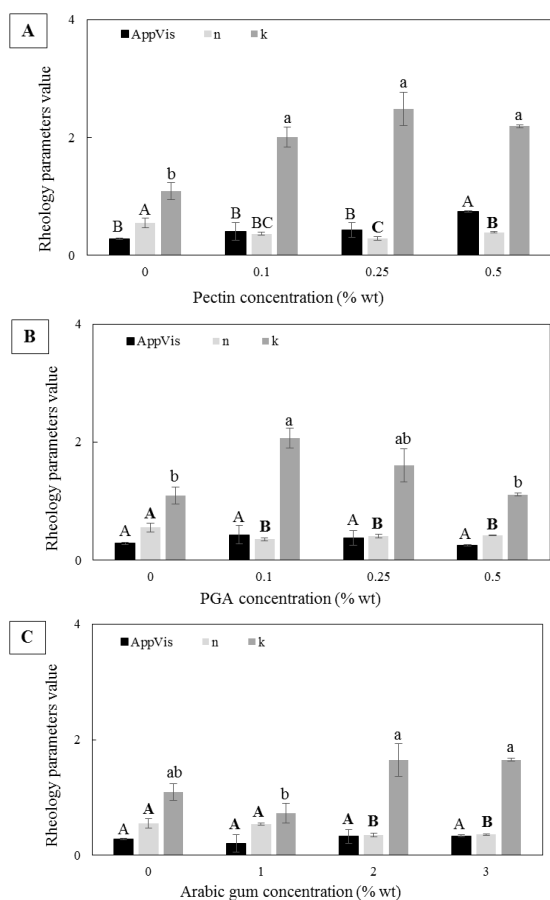 A
AppVis n k
Rheology parameters value
4
2
0
B A b
B BC a
B C a
A B a
0 0.1 0.25 0.5
Pectin concentration (% wt)
B
AppVis n k
Rheology parameters value
4
2
0
A A b
A B a
A B ab
A B b
0 0.1 0.25 0.5
PGA concentration (% wt)
C
AppVis n k
Rheology parameters value
4
2
0
A A ab
A A b
A B a
A B a
0 1 2 3
Arabic gum concentration (% wt)